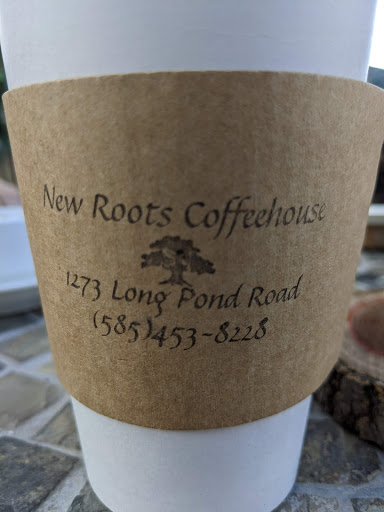 New Roots Coffeehouse
1273 Long Pond Road
(585)453-8228